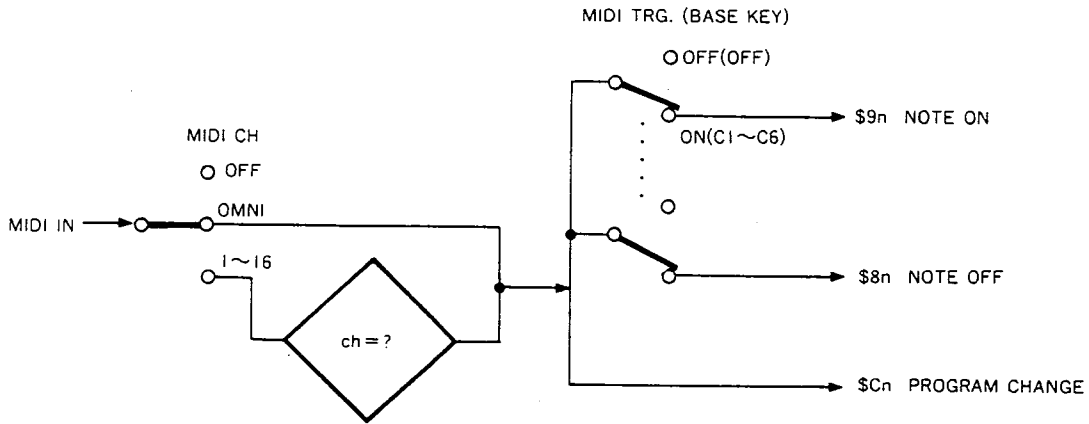 MIDI TRG. (BASE KEY)
OFF(OFF)
$9n NOTE ON
ON(C1～C6)
MIDI CH
OFF
OMNI
MIDI IN
1～16
$8n NOTE OFF
ch=?
$Cn PROGRAM CHANGE